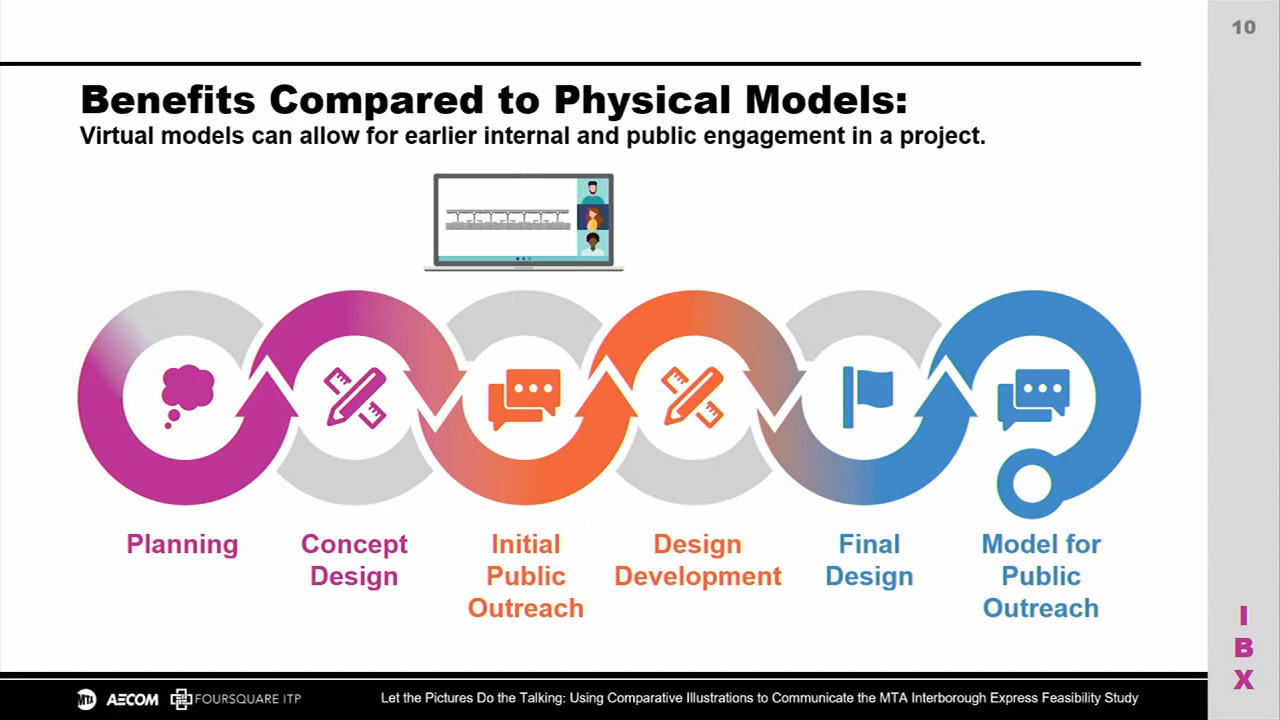 10
Benefits Compared to Physical Models:
Virtual models can allow for earlier internal and public engagement in a project.
Planning
Concept
Design
Initial
Public
Outreach
Design
Development
Final
Design
Model for
Public
Outreach
I
B
X
MTA AECOM FOURSQUARE ITP
Let the Pictures Do the Talking: Using Comparative Illustrations to Communicate the MTA Interborough Express Feasibility Study